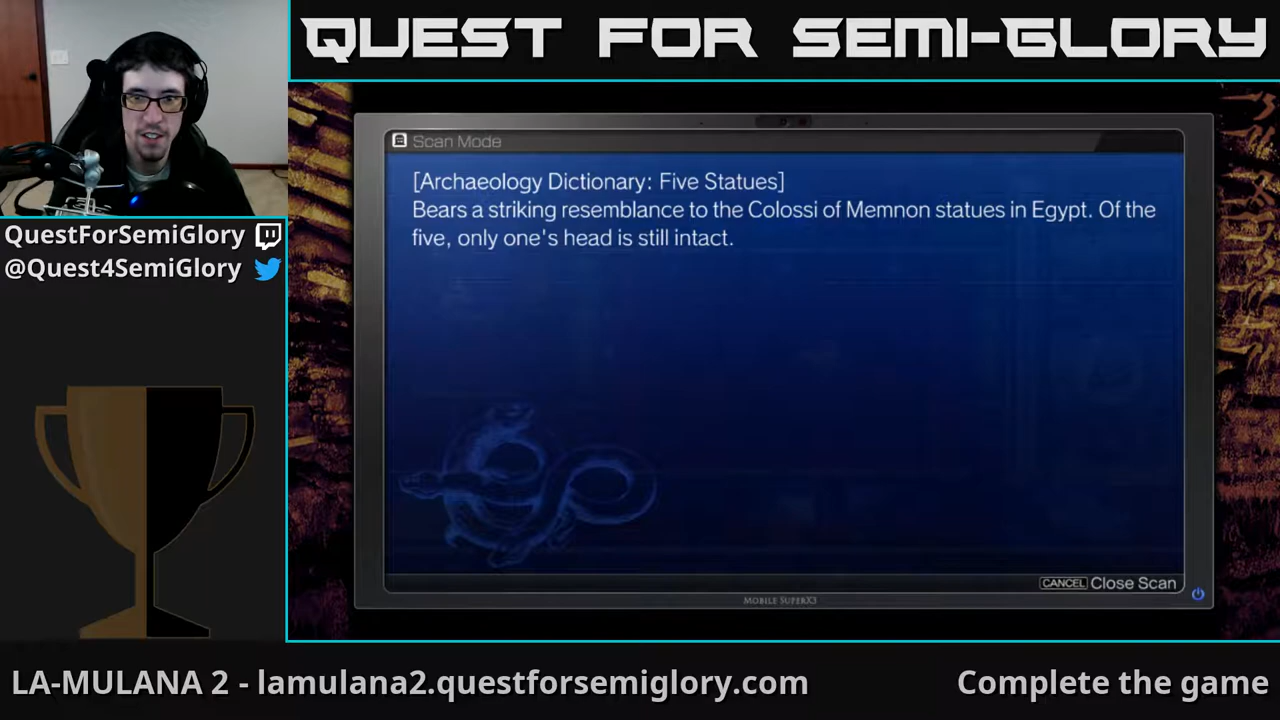 QUEST FOR SEMI-GLORY
Scan Mode
[Archaeology Dictionary: Five Statues]
Bears a striking resemblance to the Colossi of Memnon statues in Egypt. Of the
five, only one's head is still intact.
QuestForSemiGlory
@Quest4SemiGlory
CANCEL Close Scan
MOBILE SUPERX3
LA-MULANA 2 - lamulana2.questforsemiglory.com
Complete the game